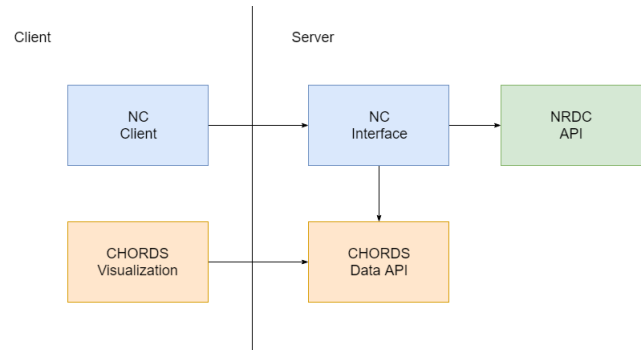 Client
Server
NC
Client
NC
Interface
NRDC
API
CHORDS
Visualization
CHORDS
Data API